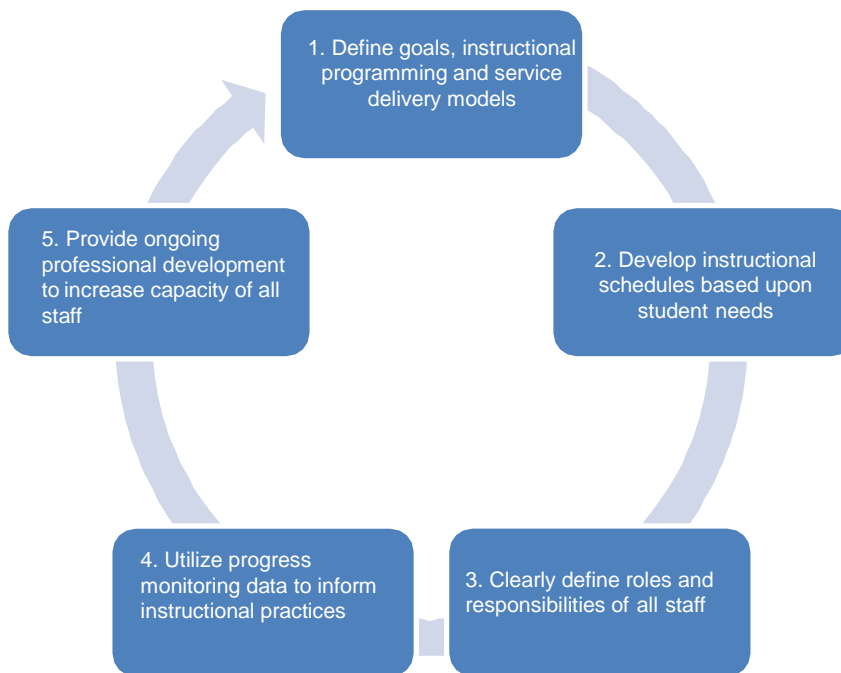 1. Define goals, instructional
programming and service
delivery models
2. Develop instructional
schedules based upon
student needs
3. Clearly define roles and
responsibilities of all staff
4. Utilize progress
monitoring data to inform
instructional practices
5. Provide ongoing
professional development
to increase capacity of all
staff